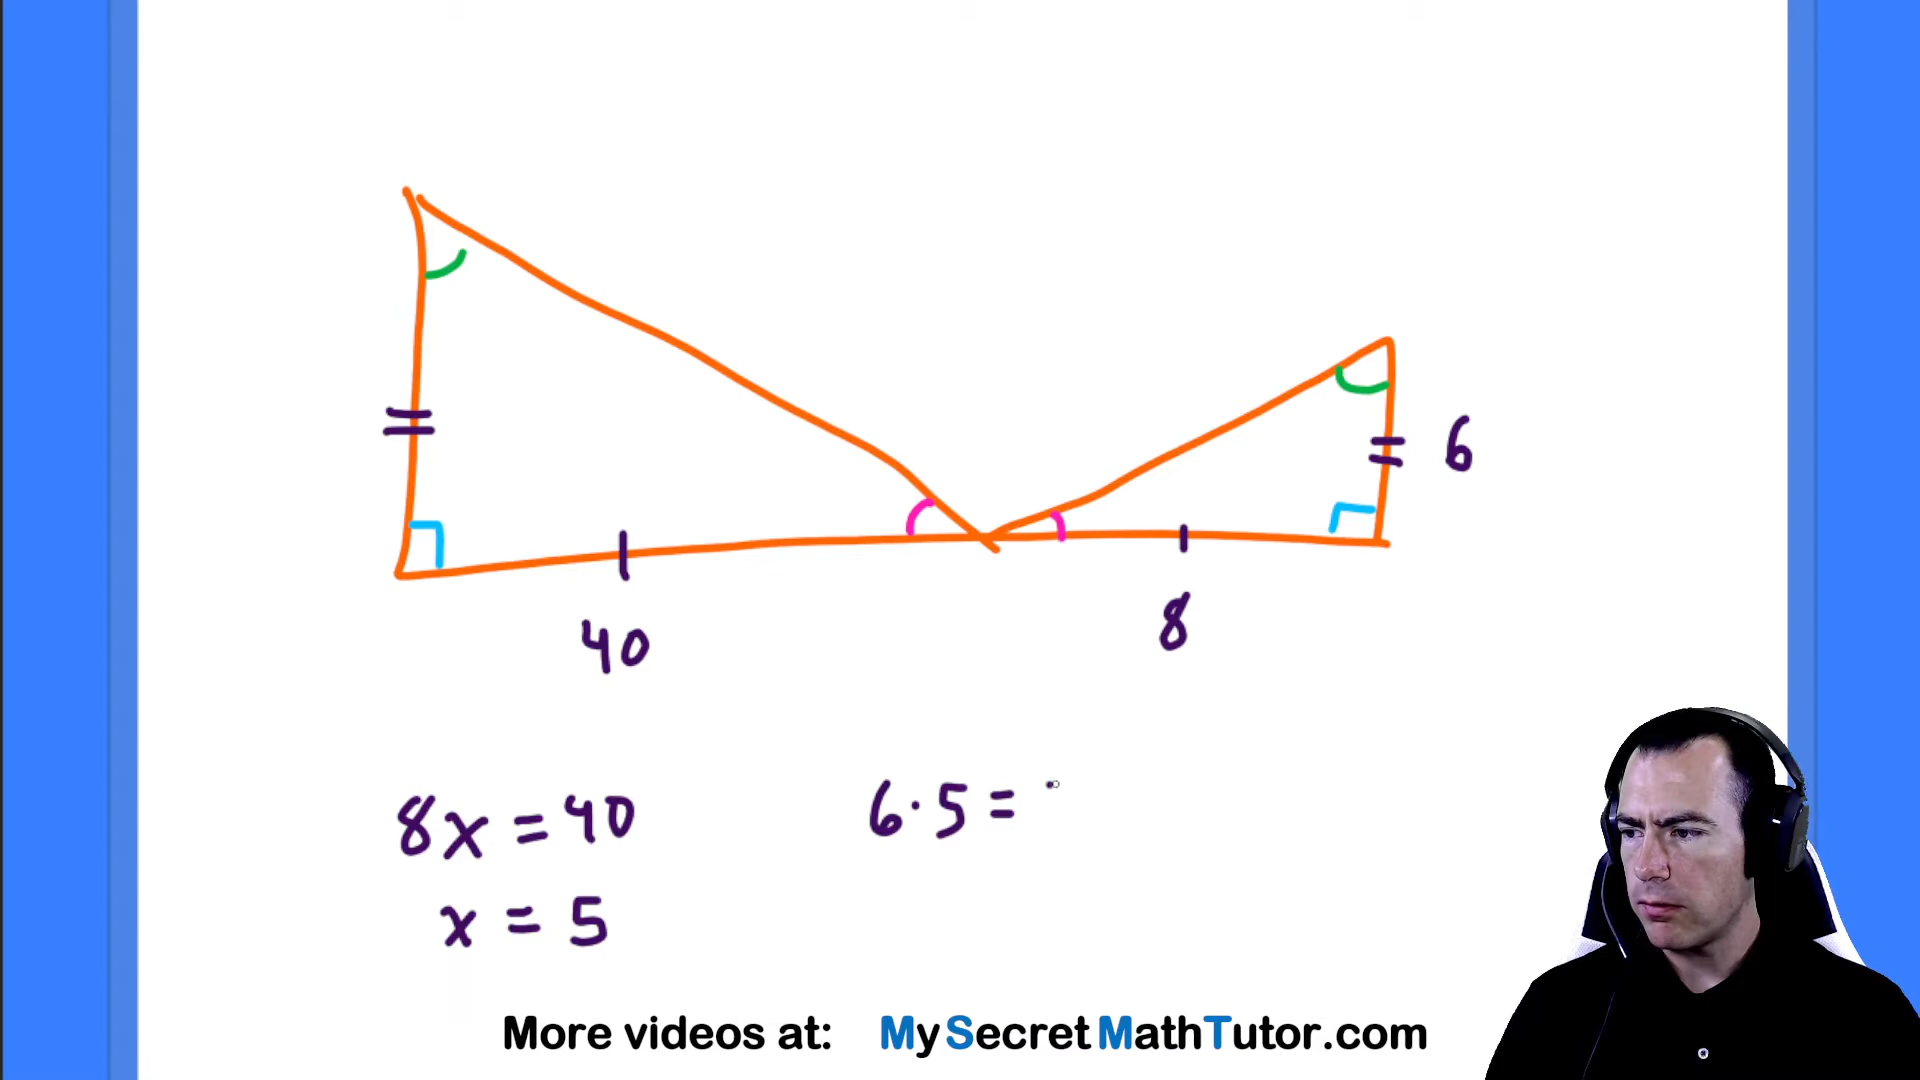 6
40
8
8x = 40
x = 5
6·5 =
More videos at: MySecretMathTutor.com